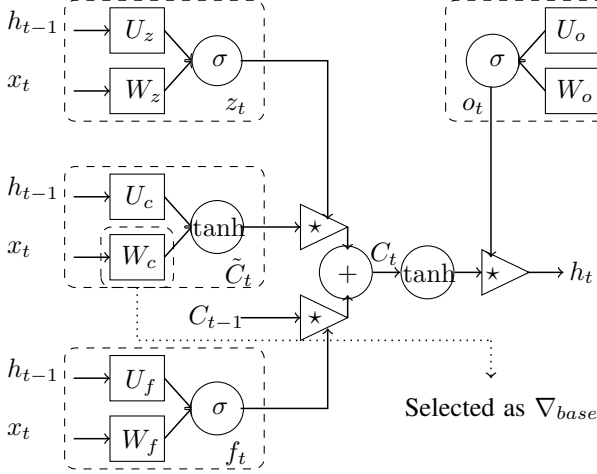 h_{t-1} U_z σ U_o
x_t W_z z_t σ W_o
o_t
h_{t-1} U_c tanh ⋆
x_t W_c C̃_t + C_t tanh ⋆ h_t
C_{t-1} ⋆
h_{t-1} U_f σ
Selected as ∇_{base}
x_t W_f f_t